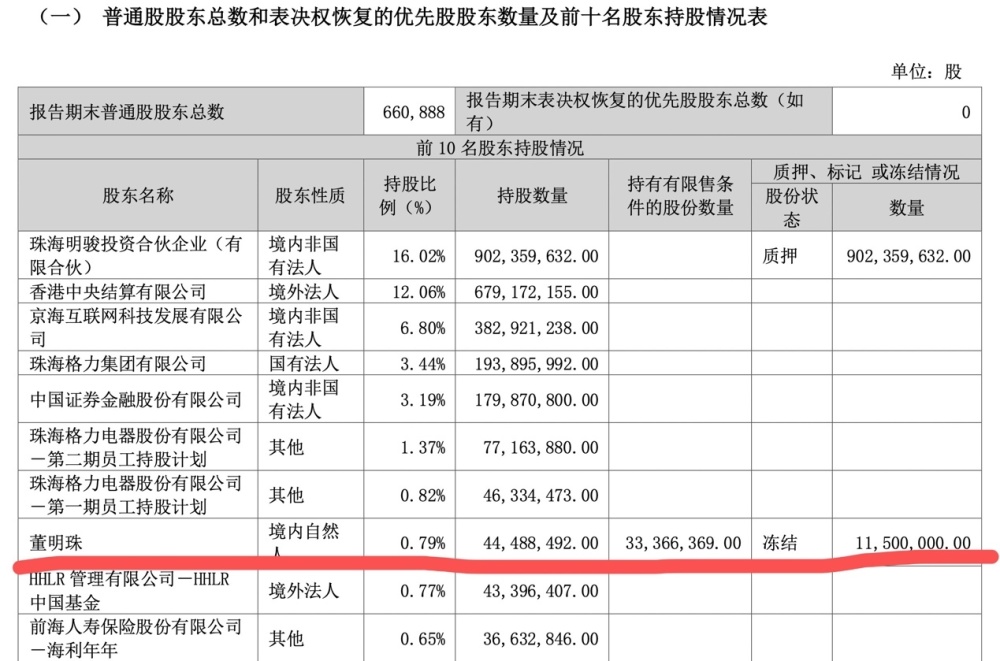 （一） 普通股股东总数和表决权恢复的优先股股东数量及前十名股东持股情况表
单位：股
报告期末普通股股东总数 660,888 报告期末表决权恢复的优先股股东总数（如
有） 0
前 10 名股东持股情况
股东名称 股东性质 持股比
例（%） 持股数量 持有有限售条
件的股份数量 质押、标记 或冻结情况
股份状
态 数量
珠海明骏投资合伙企业（有
限合伙） 境内非国
有法人 16.02% 902,359,632.00 质押 902,359,632.00
香港中央结算有限公司 境外法人 12.06% 679,172,155.00
京海互联网科技发展有限公
司 境内非国
有法人 6.80% 382,921,238.00
珠海格力集团有限公司 国有法人 3.44% 193,895,992.00
中国证券金融股份有限公司 境内非国
有法人 3.19% 179,870,800.00
珠海格力电器股份有限公司
－第二期员工持股计划 其他 1.37% 77,163,880.00
珠海格力电器股份有限公司
－第一期员工持股计划 其他 0.82% 46,334,473.00
董明珠 境内自然
人 0.79% 44,488,492.00 33,366,369.00 冻结 11,500,000.00
HHLR 管理有限公司－HHLR
中国基金 境外法人 0.77% 43,396,407.00
前海人寿保险股份有限公司
－海利年年 其他 0.65% 36,632,846.00